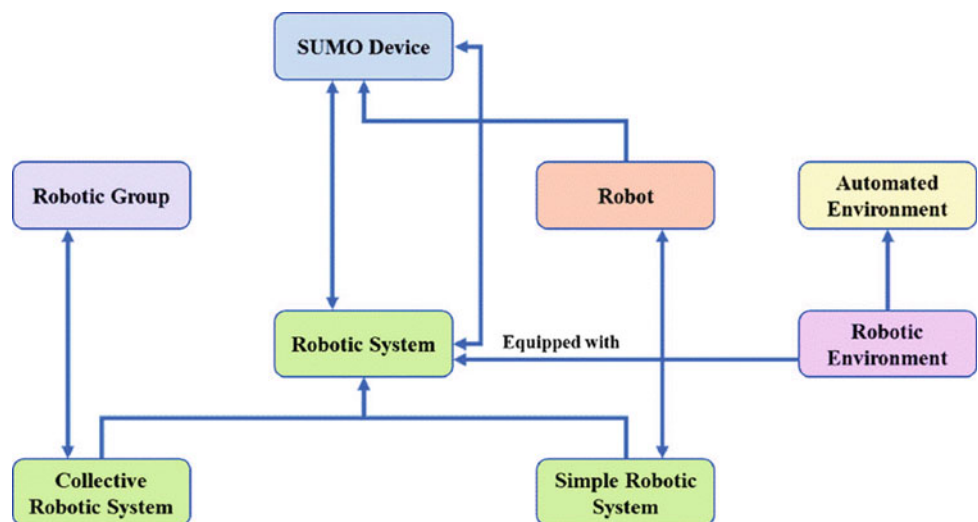 SUMO Device
Robotic Group
Robot
Automated
Environment
Robotic System
Equipped with
Robotic
Environment
Collective
Robotic System
Simple Robotic
System